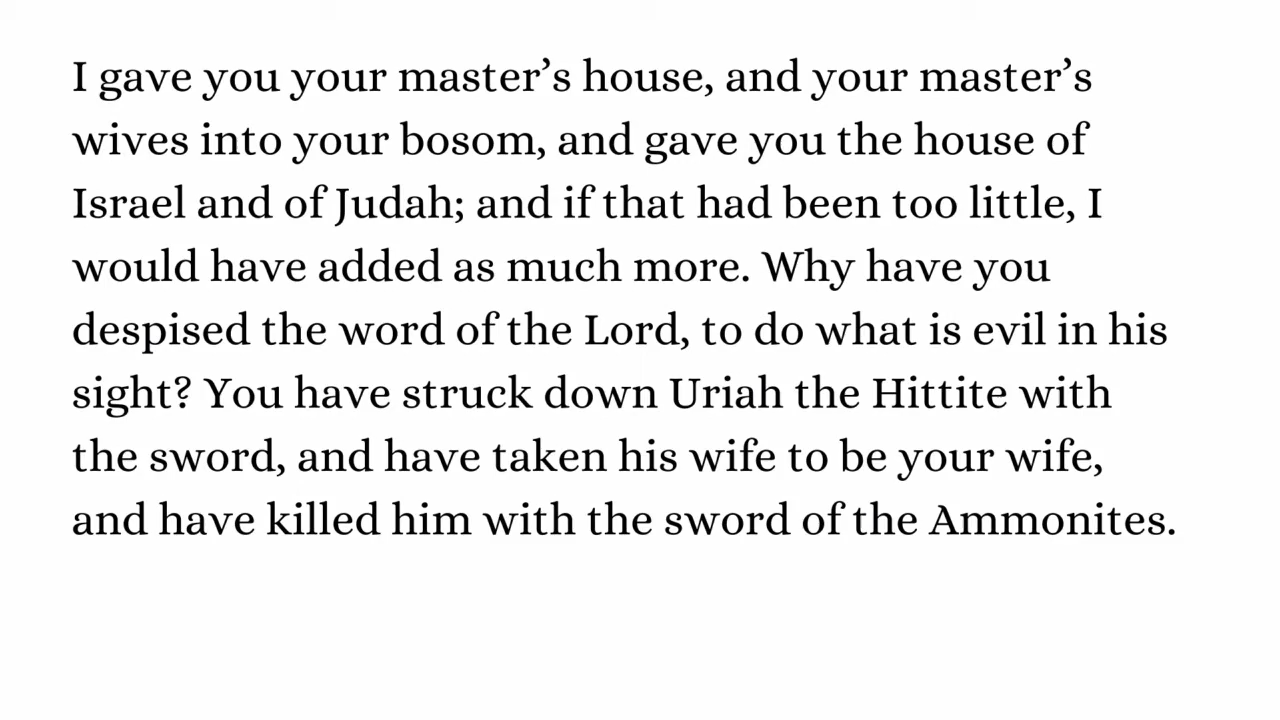 I gave you your master’s house, and your master’s
wives into your bosom, and gave you the house of
Israel and of Judah; and if that had been too little, I
would have added as much more. Why have you
despised the word of the Lord, to do what is evil in his
sight? You have struck down Uriah the Hittite with
the sword, and have taken his wife to be your wife,
and have killed him with the sword of the Ammonites.